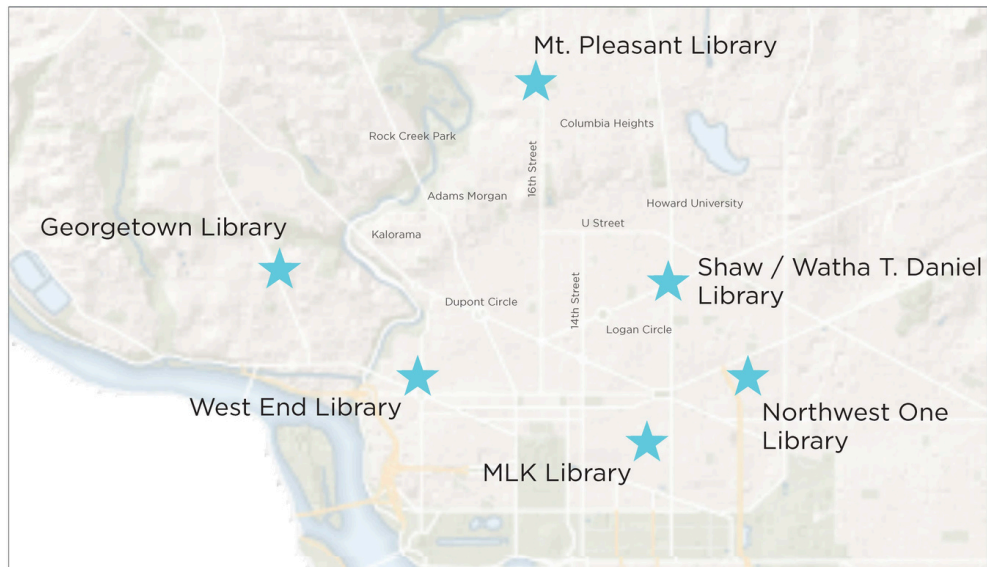 Mt. Pleasant Library
Columbia Heights
Rock Creek Park
16th Street
Adams Morgan
Howard University
Georgetown Library
U Street
Kalorama
Shaw / Watha T. Daniel
Library
14th Street
Dupont Circle
Logan Circle
West End Library
Northwest One
Library
MLK Library